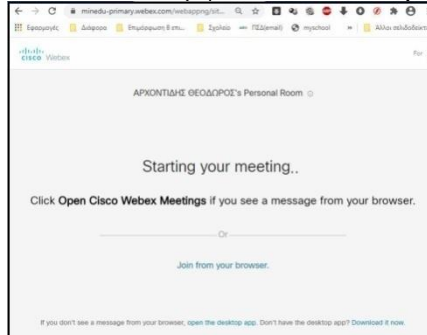 minedu-primary.webex.com/webappng/sit...
Εφαρμογές Διάφορα Επιμόρφωση Β επι... Σχολείο ΠΣΔ(email) myschool » Άλλοι σελιδοδείκτες
cisco Webex
For
ΑΡΧΟΝΤΙΔΗΣ ΘΕΟΔΩΡΟΣ's Personal Room
Starting your meeting..
Click Open Cisco Webex Meetings if you see a message from your browser.
Or
Join from your browser.
If you don't see a message from your browser, open the desktop app. Don't have the desktop app? Download it now.